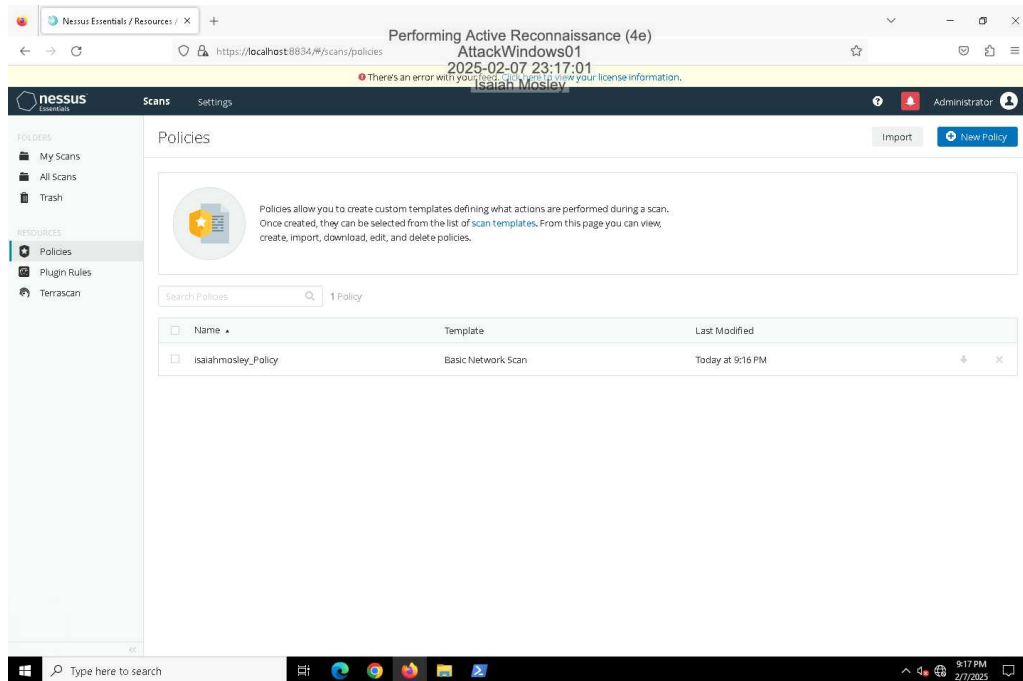 Nessus Essentials / Resources /
Performing Active Reconnaissance (4e)
https://localhost:8834/#/scans/policies
AttackWindows01
2025-02-07 23:17:01
There's an error with your feed. Click here to view your license information.
Isaiah Mosley
nessus
Essentials
Scans
Settings
Administrator
FOLDERS
My Scans
All Scans
Trash
RESOURCES
Policies
Plugin Rules
Terrascan
Policies
Import
New Policy
Policies allow you to create custom templates defining what actions are performed during a scan.
Once created, they can be selected from the list of scan templates. From this page you can view,
create, import, download, edit, and delete policies.
Search Policies
1 Policy
Name
Template
Last Modified
isaiahmosley_Policy
Basic Network Scan
Today at 9:16 PM
Type here to search
9:17 PM
2/7/2025